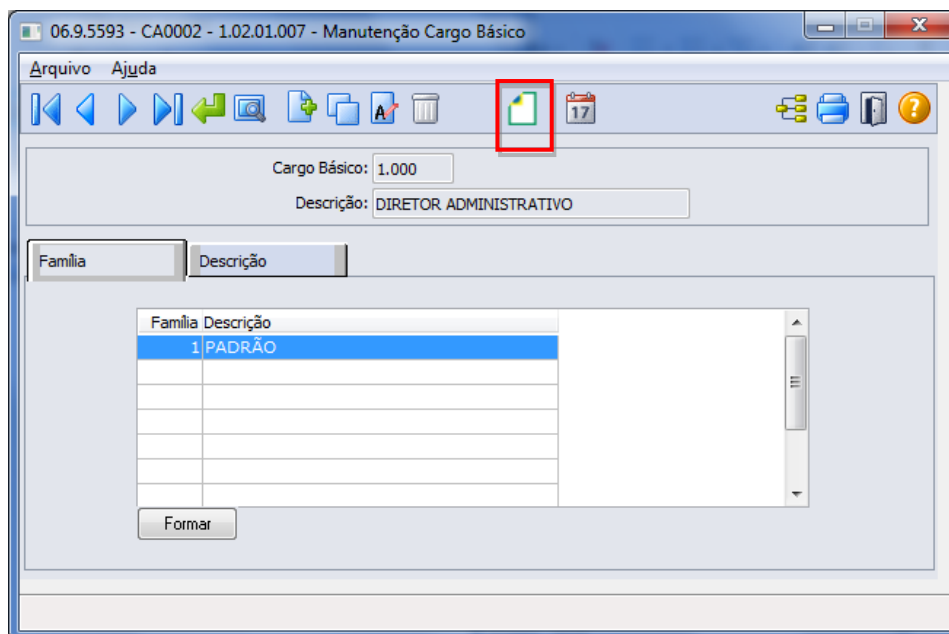 06.9.5593 - CA0002 - 1.02.01.007 - Manutenção Cargo Básico
Arquivo Ajuda
17
Cargo Básico: 1.000
Descrição: DIRETOR ADMINISTRATIVO
Família Descrição
Família Descrição
1 PADRÃO
Formar